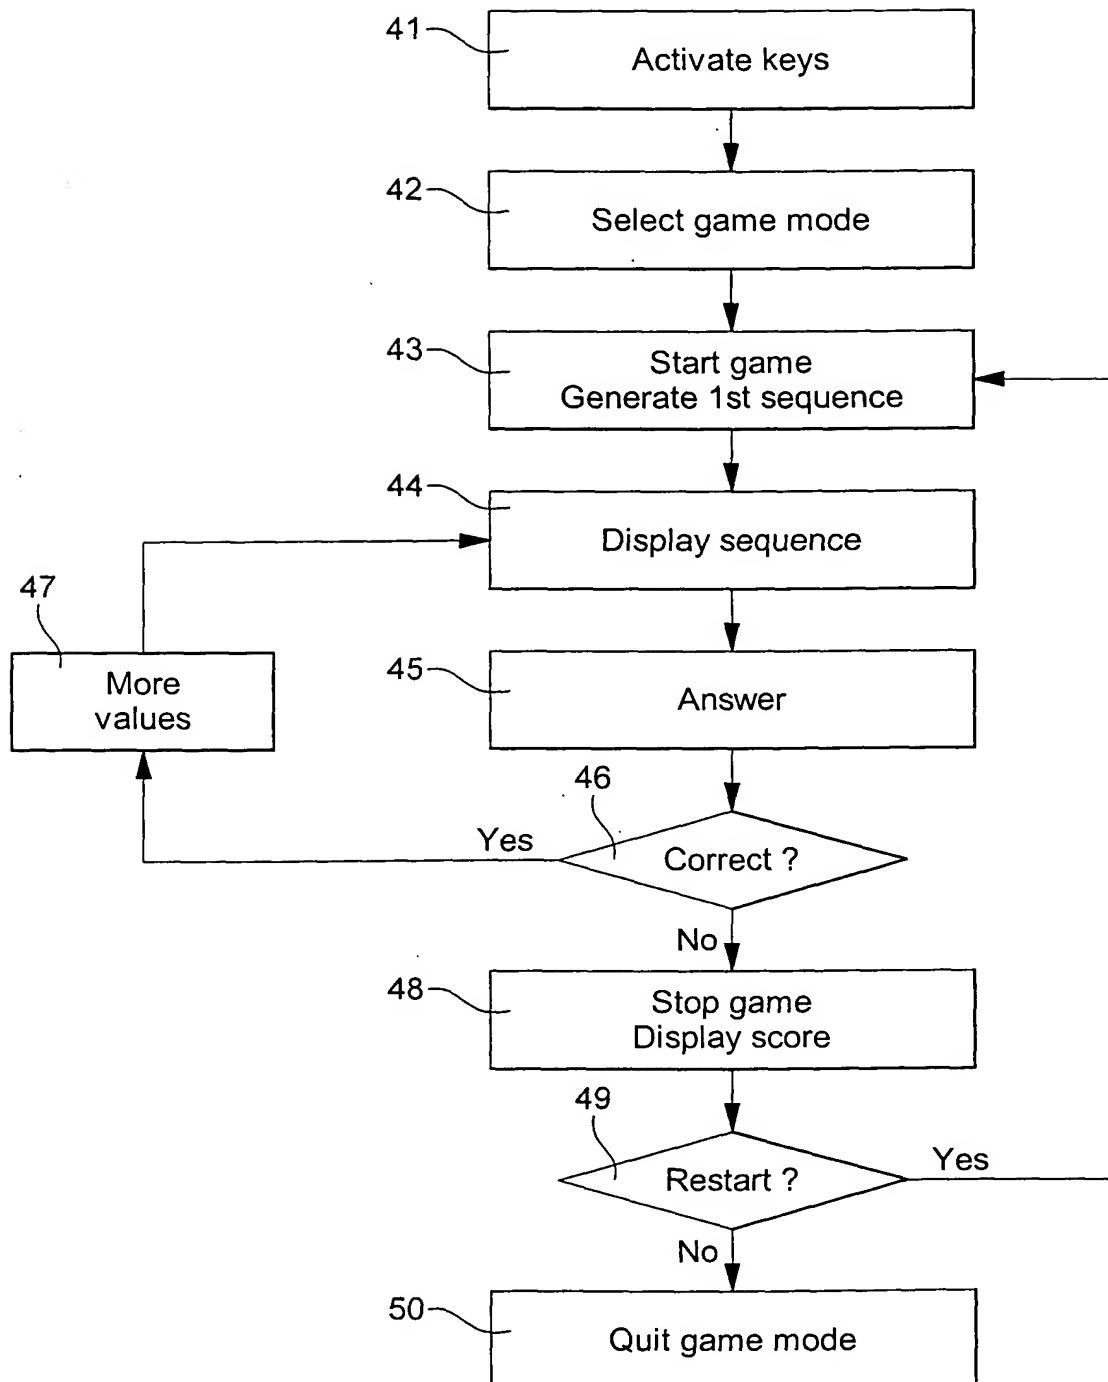 41
Activate keys
42
Select game mode
43
Start game
Generate 1st sequence
44
Display sequence
47
More
values
45
Answer
46
Yes
Correct ?
No
48
Stop game
Display score
49
Restart ?
Yes
No
50
Quit game mode